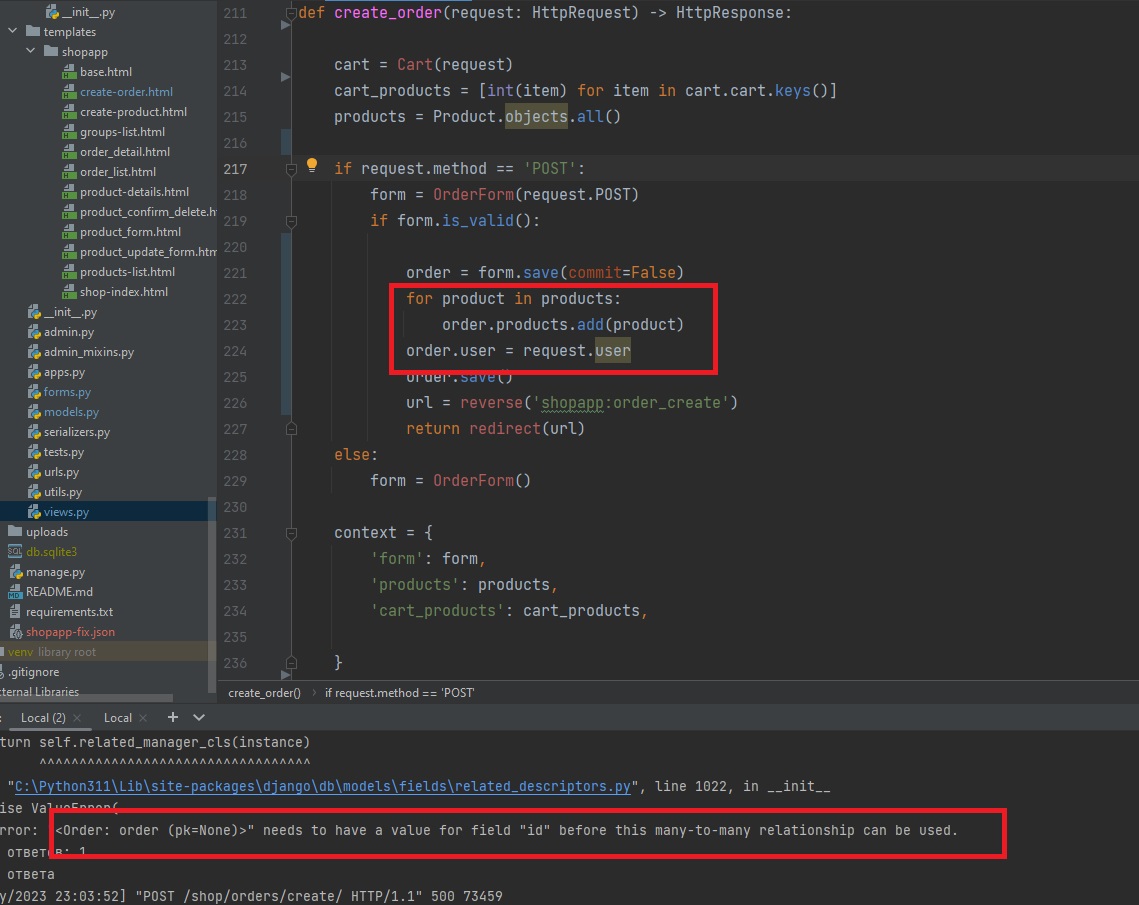 __init__.py
templates
shopapp
base.html
create-order.html
create-product.html
groups-list.html
order_detail.html
order_list.html
product-details.html
product_confirm_delete.h
product_form.html
product_update_form.htm
products-list.html
shop-index.html
__init__.py
admin.py
admin_mixins.py
apps.py
forms.py
models.py
serializers.py
tests.py
urls.py
utils.py
views.py
uploads
db.sqlite3
manage.py
README.md
requirements.txt
shopapp-fix.json
venv library root
.gitignore
ternal Libraries
211 def create_order(request: HttpRequest) -> HttpResponse:
212
213 cart = Cart(request)
214 cart_products = [int(item) for item in cart.cart.keys()]
215 products = Product.objects.all()
216
217 if request.method == 'POST':
218 form = OrderForm(request.POST)
219 if form.is_valid():
220
221 order = form.save(commit=False)
222 for product in products:
223 order.products.add(product)
224 order.user = request.user
225 order.save()
226 url = reverse('shopapp:order_create')
227 return redirect(url)
228 else:
229 form = OrderForm()
230
231 context = {
232 'form': form,
233 'products': products,
234 'cart_products': cart_products,
235
236 }
create_order() › if request.method == 'POST'
: Local (2) × Local × +
turn self.related_manager_cls(instance)
^^^^^^^^^^^^^^^^^^^^^^^^^^^^^^^^^^
"C:\Python311\Lib\site-packages\django\db\models\fields\related_descriptors.py", line 1022, in __init__
ise ValueError(
rror: <Order: order (pk=None)>" needs to have a value for field "id" before this many-to-many relationship can be used.
ответов: 1
ответа
y/2023 23:03:52] "POST /shop/orders/create/ HTTP/1.1" 500 73459